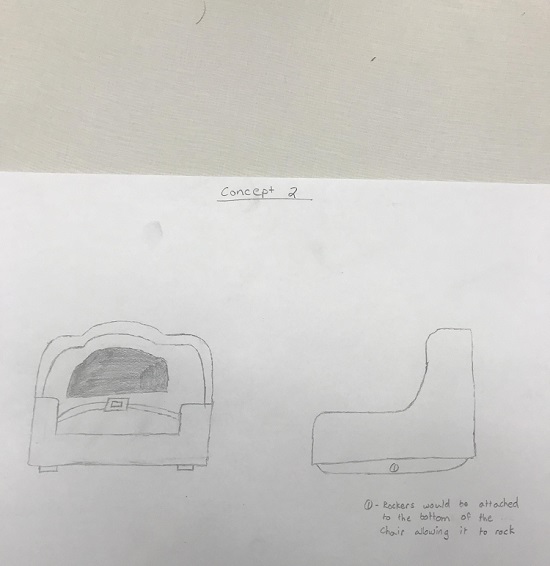 Concept 2
①
① - Rockers would be attached
to the bottom of the
Chair allowing it to rock